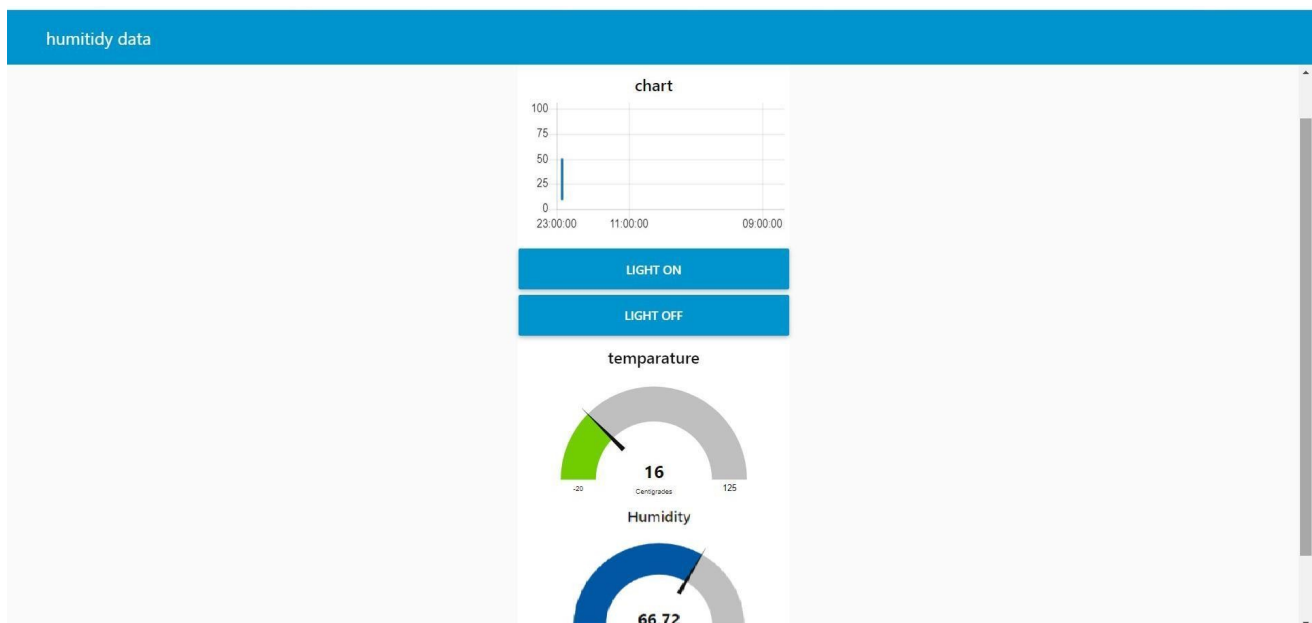 humitidy data
chart
100
75
50
25
0
23:00:00 11:00:00 09:00:00
LIGHT ON
LIGHT OFF
temparature
16
-20 Centigrades 125
Humidity
66.72